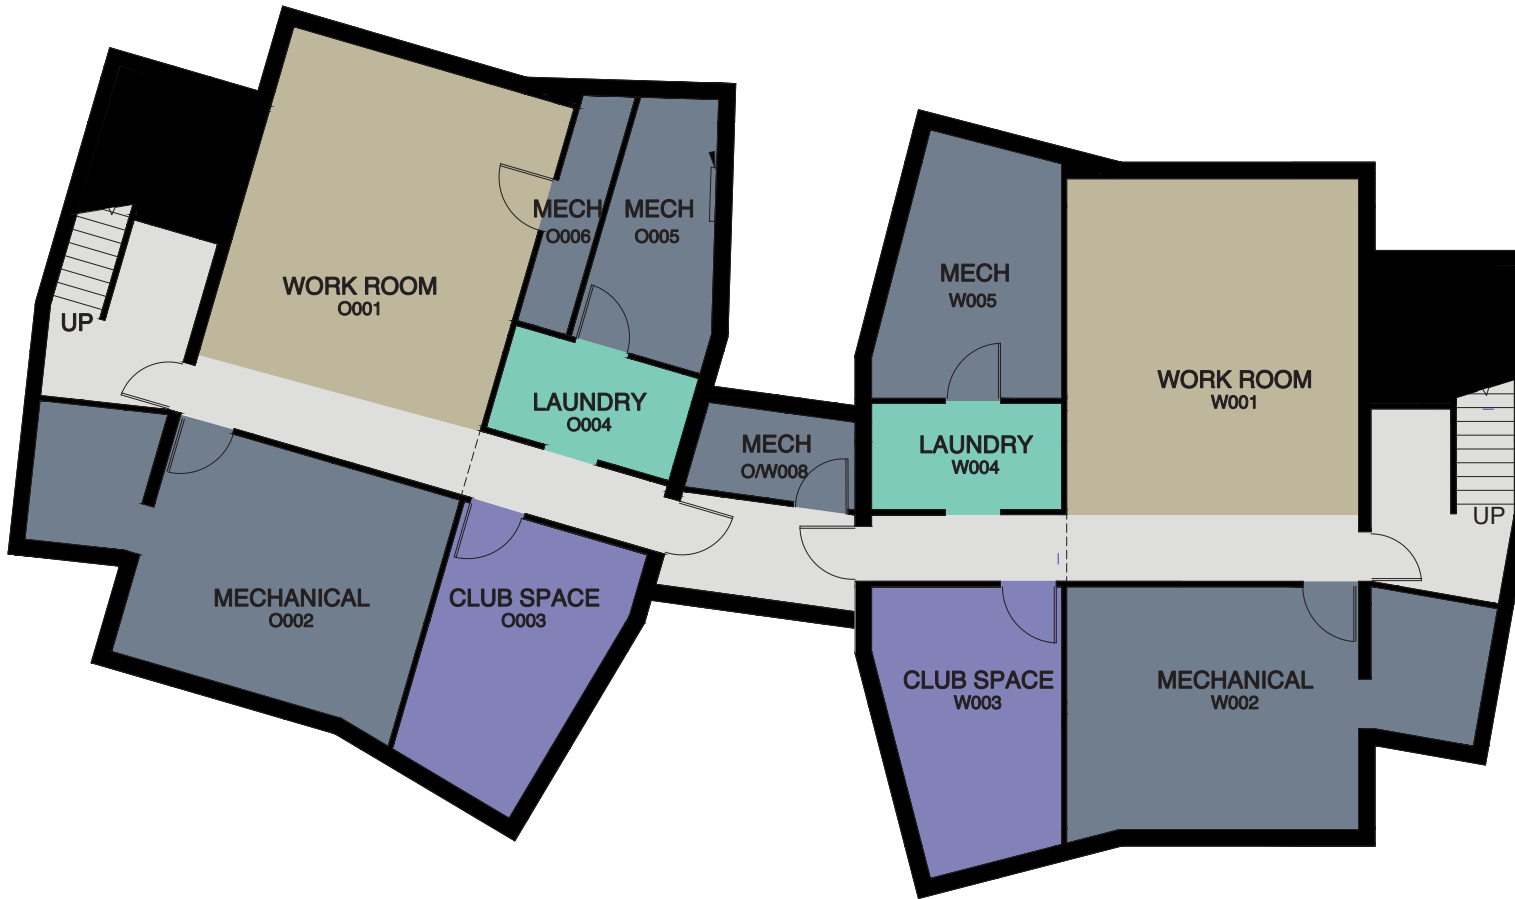 MECH
O006
MECH
O005
WORK ROOM
O001
UP
LAUNDRY
O004
MECH
O/W008
MECHANICAL
O002
CLUB SPACE
O003
MECH
W005
WORK ROOM
W001
LAUNDRY
W004
UP
CLUB SPACE
W003
MECHANICAL
W002